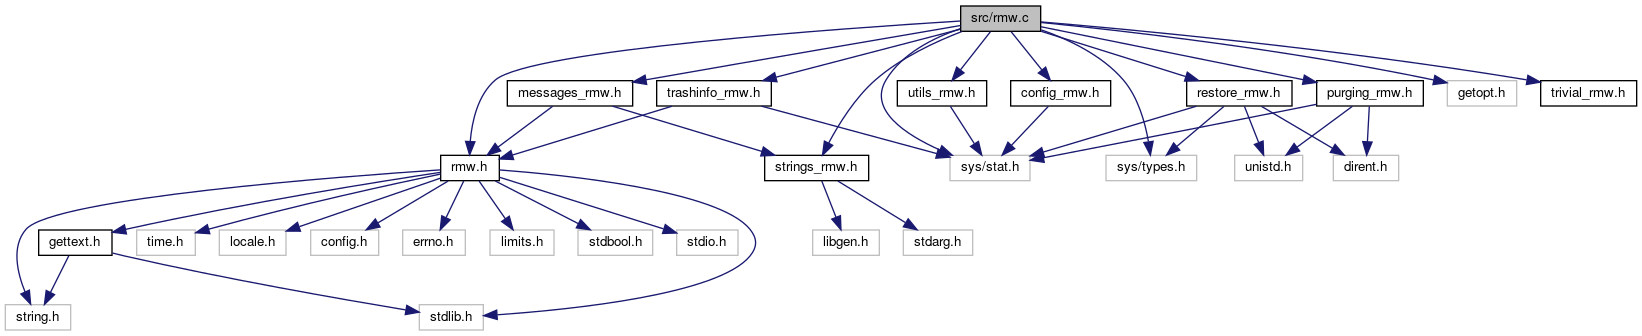 src/rmw.c
messages_rmw.h
trashinfo_rmw.h
utils_rmw.h
config_rmw.h
restore_rmw.h
purging_rmw.h
getopt.h
trivial_rmw.h
rmw.h
strings_rmw.h
sys/stat.h
sys/types.h
unistd.h
dirent.h
gettext.h
time.h
locale.h
config.h
errno.h
limits.h
stdbool.h
stdio.h
libgen.h
stdarg.h
string.h
stdlib.h